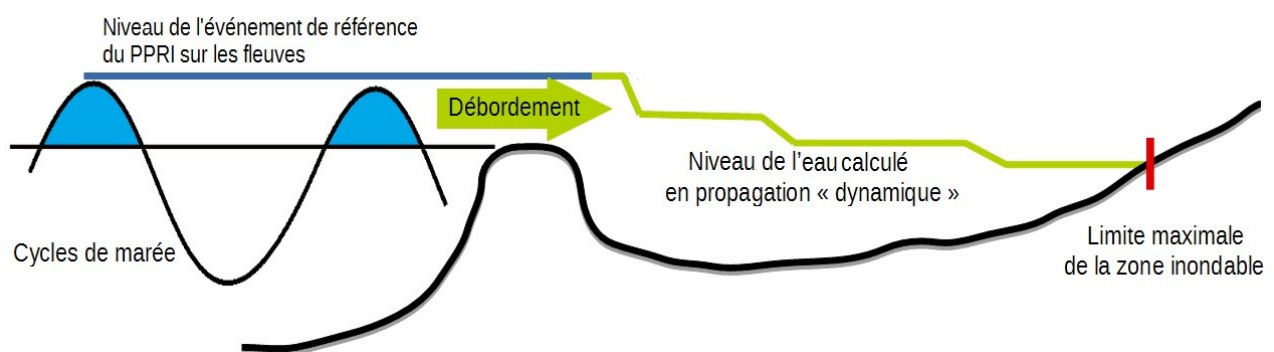 Niveau de l'événement de référence
du PPRI sur les fleuves
Débordement
Niveau de l'eau calculé
en propagation « dynamique »
Cycles de marée
Limite maximale
de la zone inondable